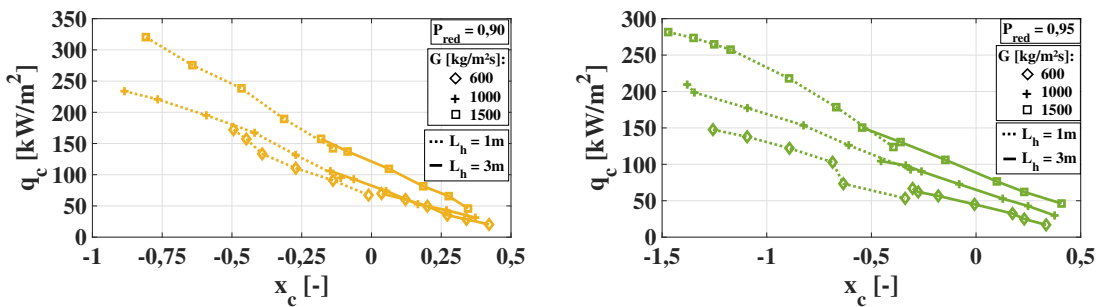 350
300
250
200
150
100
50
0
q_c [kW/m²]
-1 -0,75 -0,5 -0,25 0 0,25 0,5
x_c [-]
P_red = 0,90
G [kg/m²s]:
600
1000
1500
L_h = 1m
L_h = 3m
300
250
200
150
100
50
0
q_c [kW/m²]
-1,5 -1 -0,5 0 0,5
x_c [-]
P_red = 0,95
G [kg/m²s]:
600
1000
1500
L_h = 1m
L_h = 3m